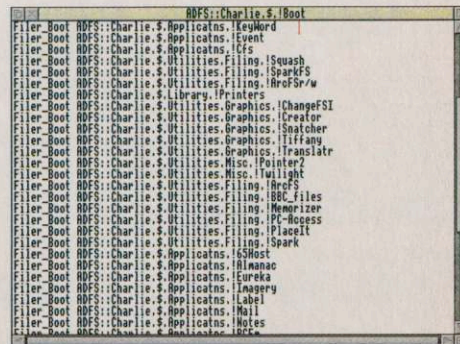 ADFS::Charlie.$.!Boot
Filer_Boot ADFS::Charlie.$.Applicatns.!KeyWord
Filer_Boot ADFS::Charlie.$.Applicatns.!Event
Filer_Boot ADFS::Charlie.$.Applicatns.!Cfs
Filer_Boot ADFS::Charlie.$.Utilities.Filing.!Squash
Filer_Boot ADFS::Charlie.$.Utilities.Filing.!SparkFS
Filer_Boot ADFS::Charlie.$.Utilities.Filing.!ArcFSr/w
Filer_Boot ADFS::Charlie.$.Library.!Printers
Filer_Boot ADFS::Charlie.$.Utilities.Graphics.!ChangeFSI
Filer_Boot ADFS::Charlie.$.Utilities.Graphics.!Creator
Filer_Boot ADFS::Charlie.$.Utilities.Graphics.!Snatcher
Filer_Boot ADFS::Charlie.$.Utilities.Graphics.!Tiffany
Filer_Boot ADFS::Charlie.$.Utilities.Graphics.!Translatr
Filer_Boot ADFS::Charlie.$.Utilities.Misc.!Pointer2
Filer_Boot ADFS::Charlie.$.Utilities.Misc.!Twilight
Filer_Boot ADFS::Charlie.$.Utilities.Filing.!ArcFS
Filer_Boot ADFS::Charlie.$.Utilities.Filing.!BBC_files
Filer_Boot ADFS::Charlie.$.Utilities.Filing.!Memorizer
Filer_Boot ADFS::Charlie.$.Utilities.Filing.!PC-Access
Filer_Boot ADFS::Charlie.$.Utilities.Filing.!PlaceIt
Filer_Boot ADFS::Charlie.$.Utilities.Filing.!Spark
Filer_Boot ADFS::Charlie.$.Applicatns.!65Host
Filer_Boot ADFS::Charlie.$.Applicatns.!Almanac
Filer_Boot ADFS::Charlie.$.Applicatns.!Eureka
Filer_Boot ADFS::Charlie.$.Applicatns.!Imagery
Filer_Boot ADFS::Charlie.$.Applicatns.!Label
Filer_Boot ADFS::Charlie.$.Applicatns.!Mail
Filer_Boot ADFS::Charlie.$.Applicatns.!Notes